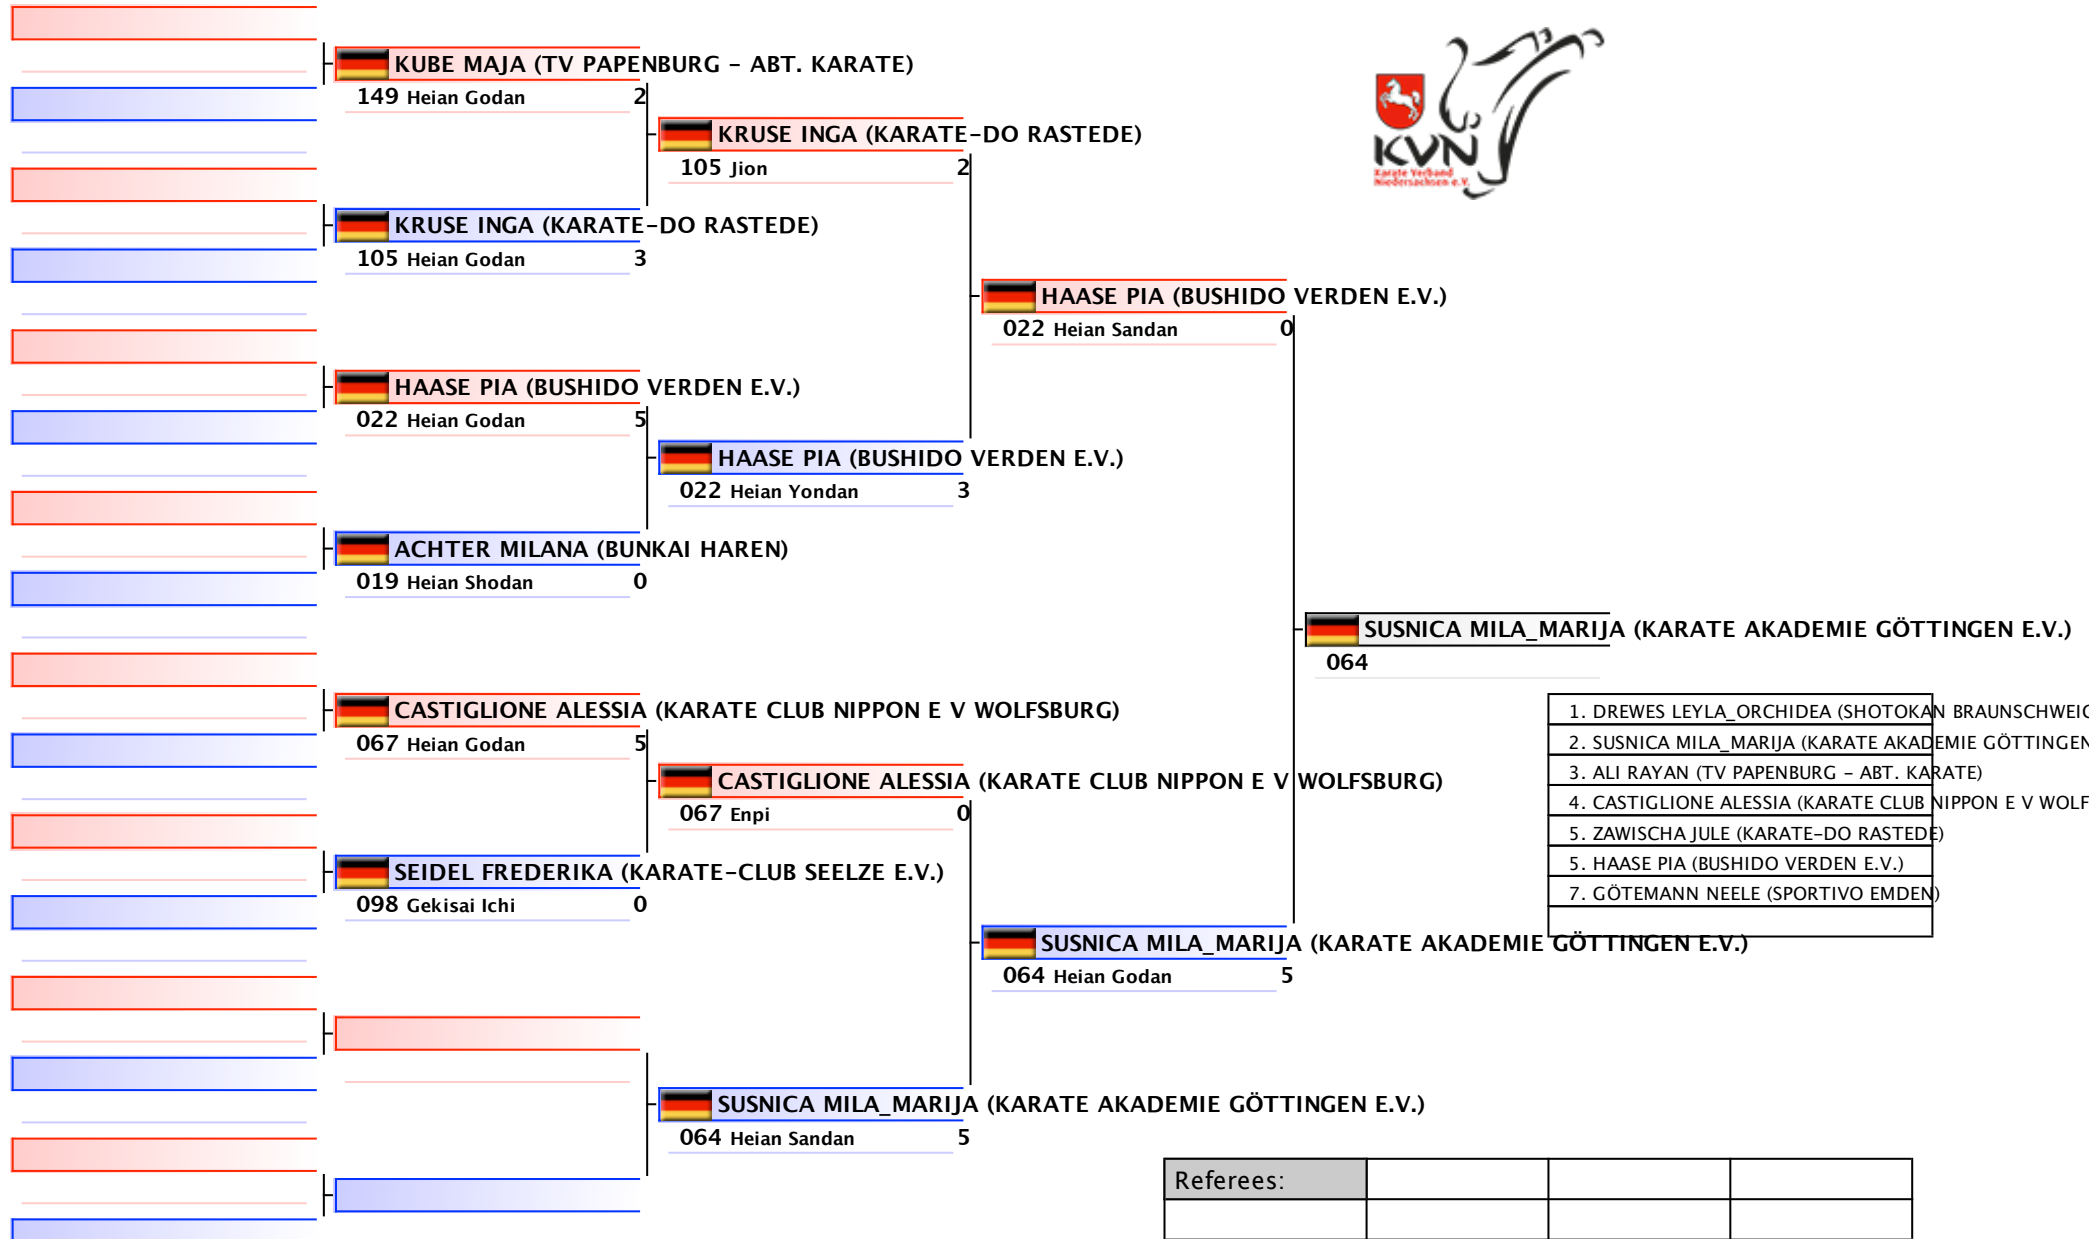 KUBE MAJA (TV PAPENBURG - ABT. KARATE)
149 Heian Godan 2
KRUSE INGA (KARATE-DO RASTEDE)
105 Jion 2
KRUSE INGA (KARATE-DO RASTEDE)
105 Heian Godan 3
HAASE PIA (BUSHIDO VERDEN E.V.)
022 Heian Sandan 0
HAASE PIA (BUSHIDO VERDEN E.V.)
022 Heian Godan 5
HAASE PIA (BUSHIDO VERDEN E.V.)
022 Heian Yondan 3
ACHTER MILANA (BUNKAI HAREN)
019 Heian Shodan 0
SUSNICA MILA_MARIJA (KARATE AKADEMIE GÖTTINGEN E.V.)
064
CASTIGLIONE ALESSIA (KARATE CLUB NIPPON E V WOLFSBURG)
067 Heian Godan 5
CASTIGLIONE ALESSIA (KARATE CLUB NIPPON E V WOLFSBURG)
067 Enpi 0
SEIDEL FREDERIKA (KARATE-CLUB SEELZE E.V.)
098 Gekisai Ichi 0
SUSNICA MILA_MARIJA (KARATE AKADEMIE GÖTTINGEN E.V.)
064 Heian Godan 5
SUSNICA MILA_MARIJA (KARATE AKADEMIE GÖTTINGEN E.V.)
064 Heian Sandan 5
KVN
Karate Verband
Niedersachsen e.V.
1. DREWES LEYLA_ORCHIDEA (SHOTOKAN BRAUNSCHWEIG
2. SUSNICA MILA_MARIJA (KARATE AKADEMIE GÖTTINGEN
3. ALI RAYAN (TV PAPENBURG - ABT. KARATE)
4. CASTIGLIONE ALESSIA (KARATE CLUB NIPPON E V WOLF
5. ZAWISCHA JULE (KARATE-DO RASTEDE)
5. HAASE PIA (BUSHIDO VERDEN E.V.)
7. GÖTEMANN NEELE (SPORTIVO EMDEN)
Referees: